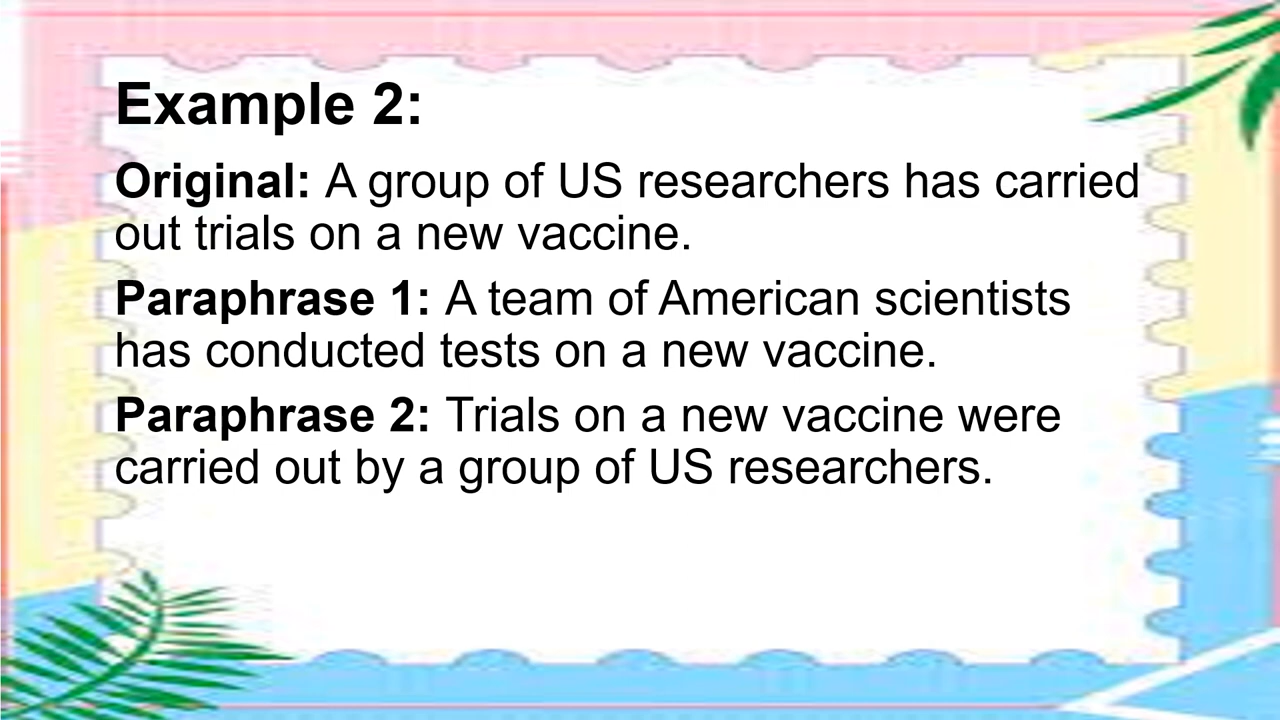 Example 2:
Original: A group of US researchers has carried
out trials on a new vaccine.
Paraphrase 1: A team of American scientists
has conducted tests on a new vaccine.
Paraphrase 2: Trials on a new vaccine were
carried out by a group of US researchers.